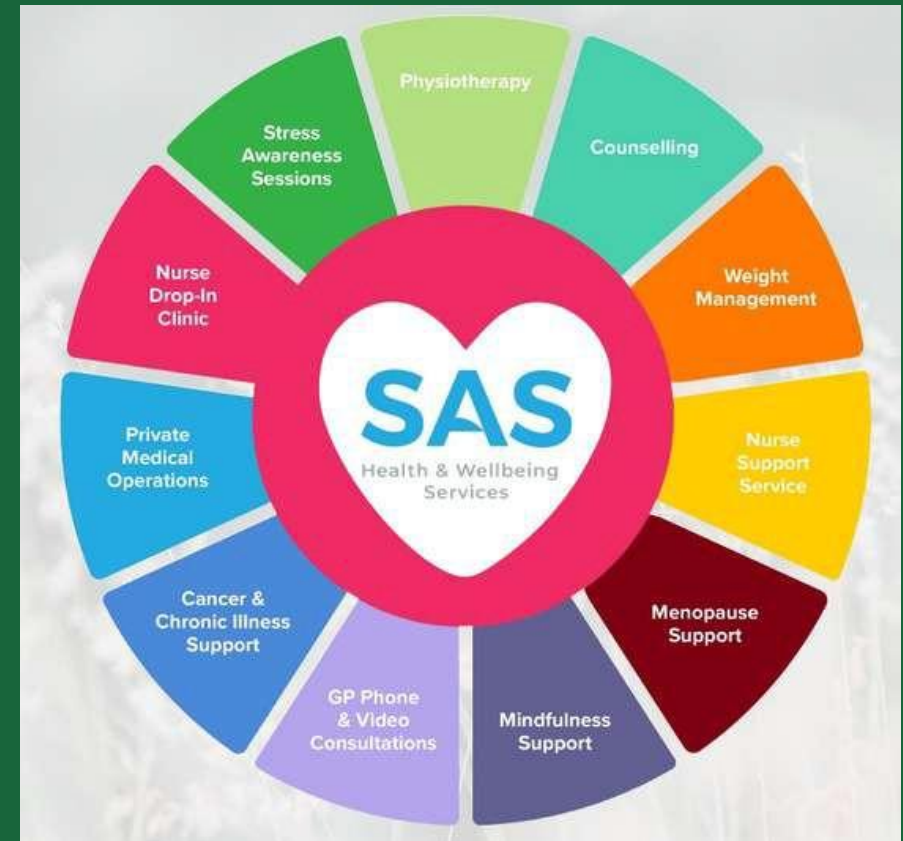 Physiotherapy
Counselling
Weight
Management
Nurse
Support
Service
Menopause
Support
Mindfulness
Support
GP Phone
& Video
Consultations
Cancer &
Chronic Illness
Support
Private
Medical
Operations
Nurse
Drop-In
Clinic
Stress
Awareness
Sessions
SAS
Health & Wellbeing
Services